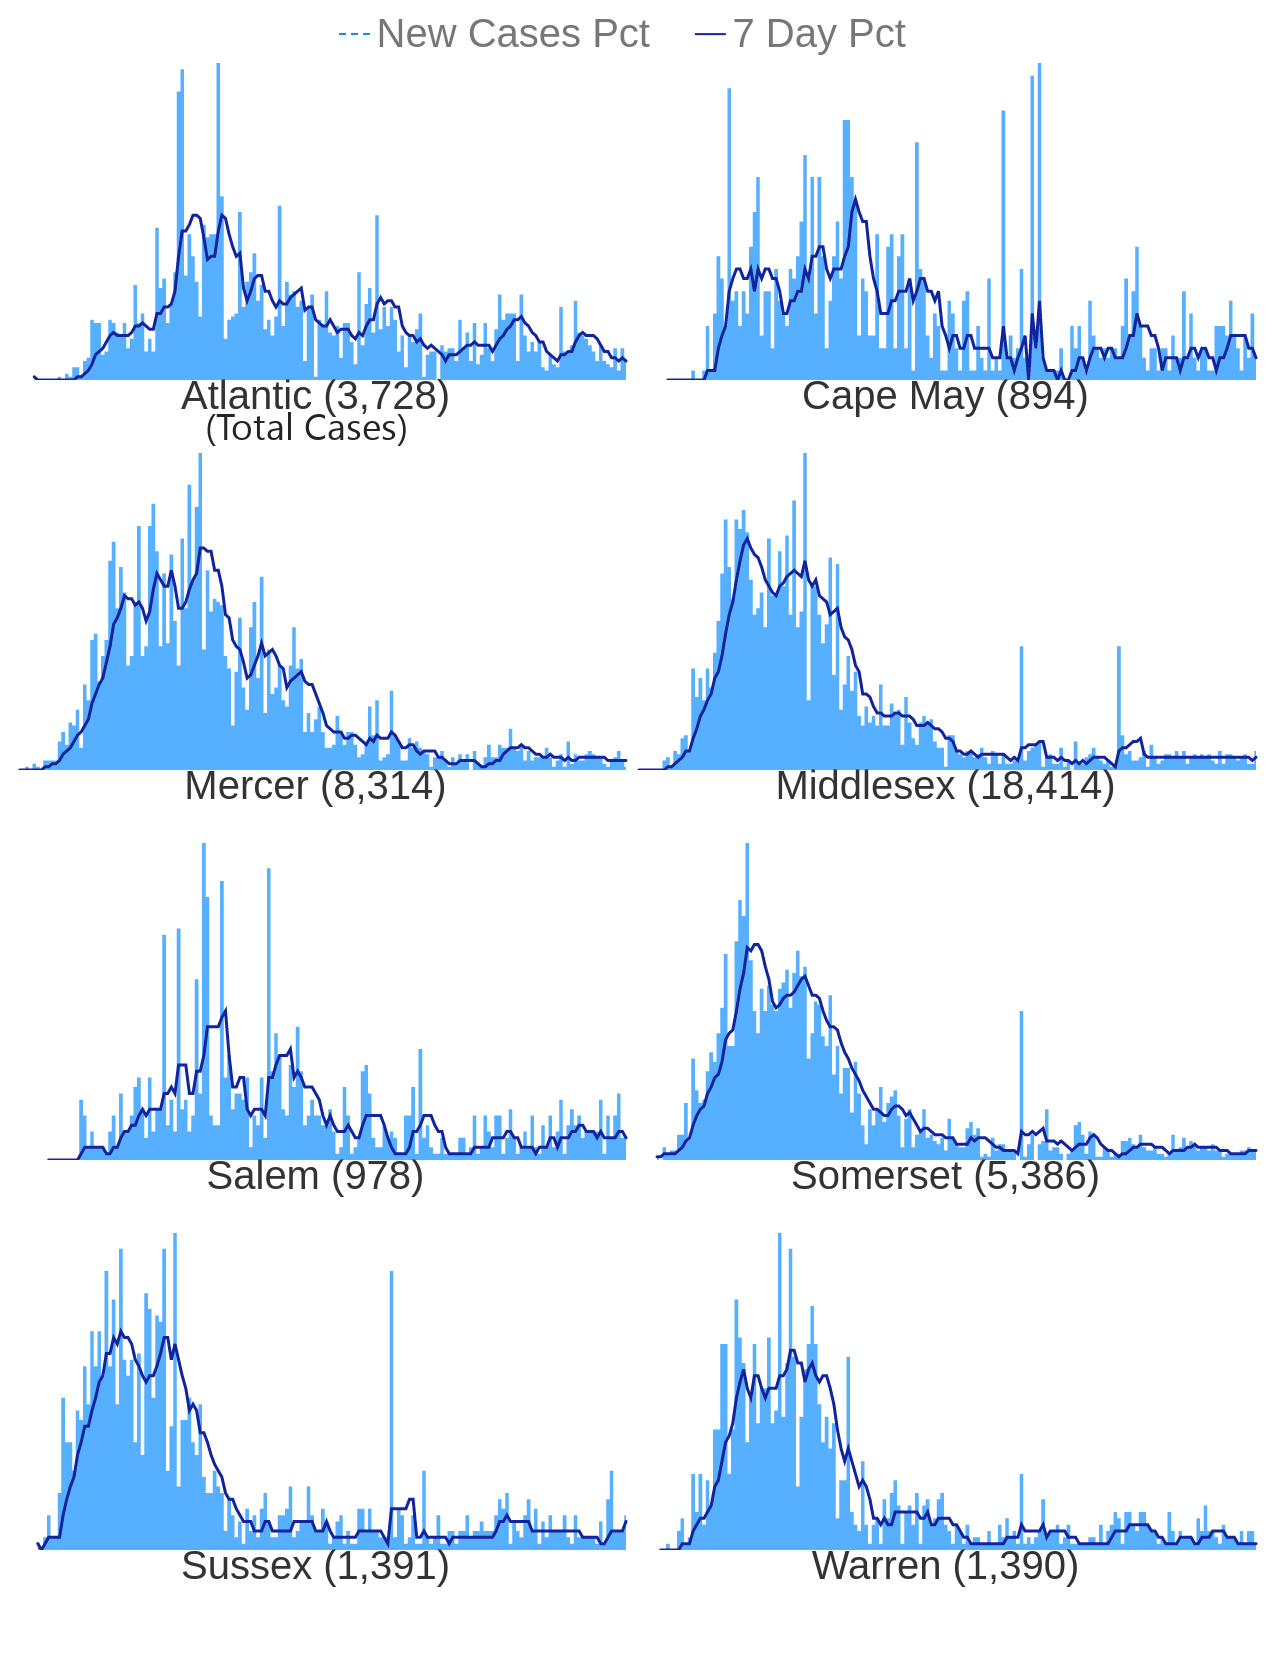 New Cases Pct 7 Day Pct
Atlantic (3,728) Cape May (894)
(Total Cases)
Mercer (8,314) Middlesex (18,414)
Salem (978) Somerset (5,386)
Sussex (1,391) Warren (1,390)